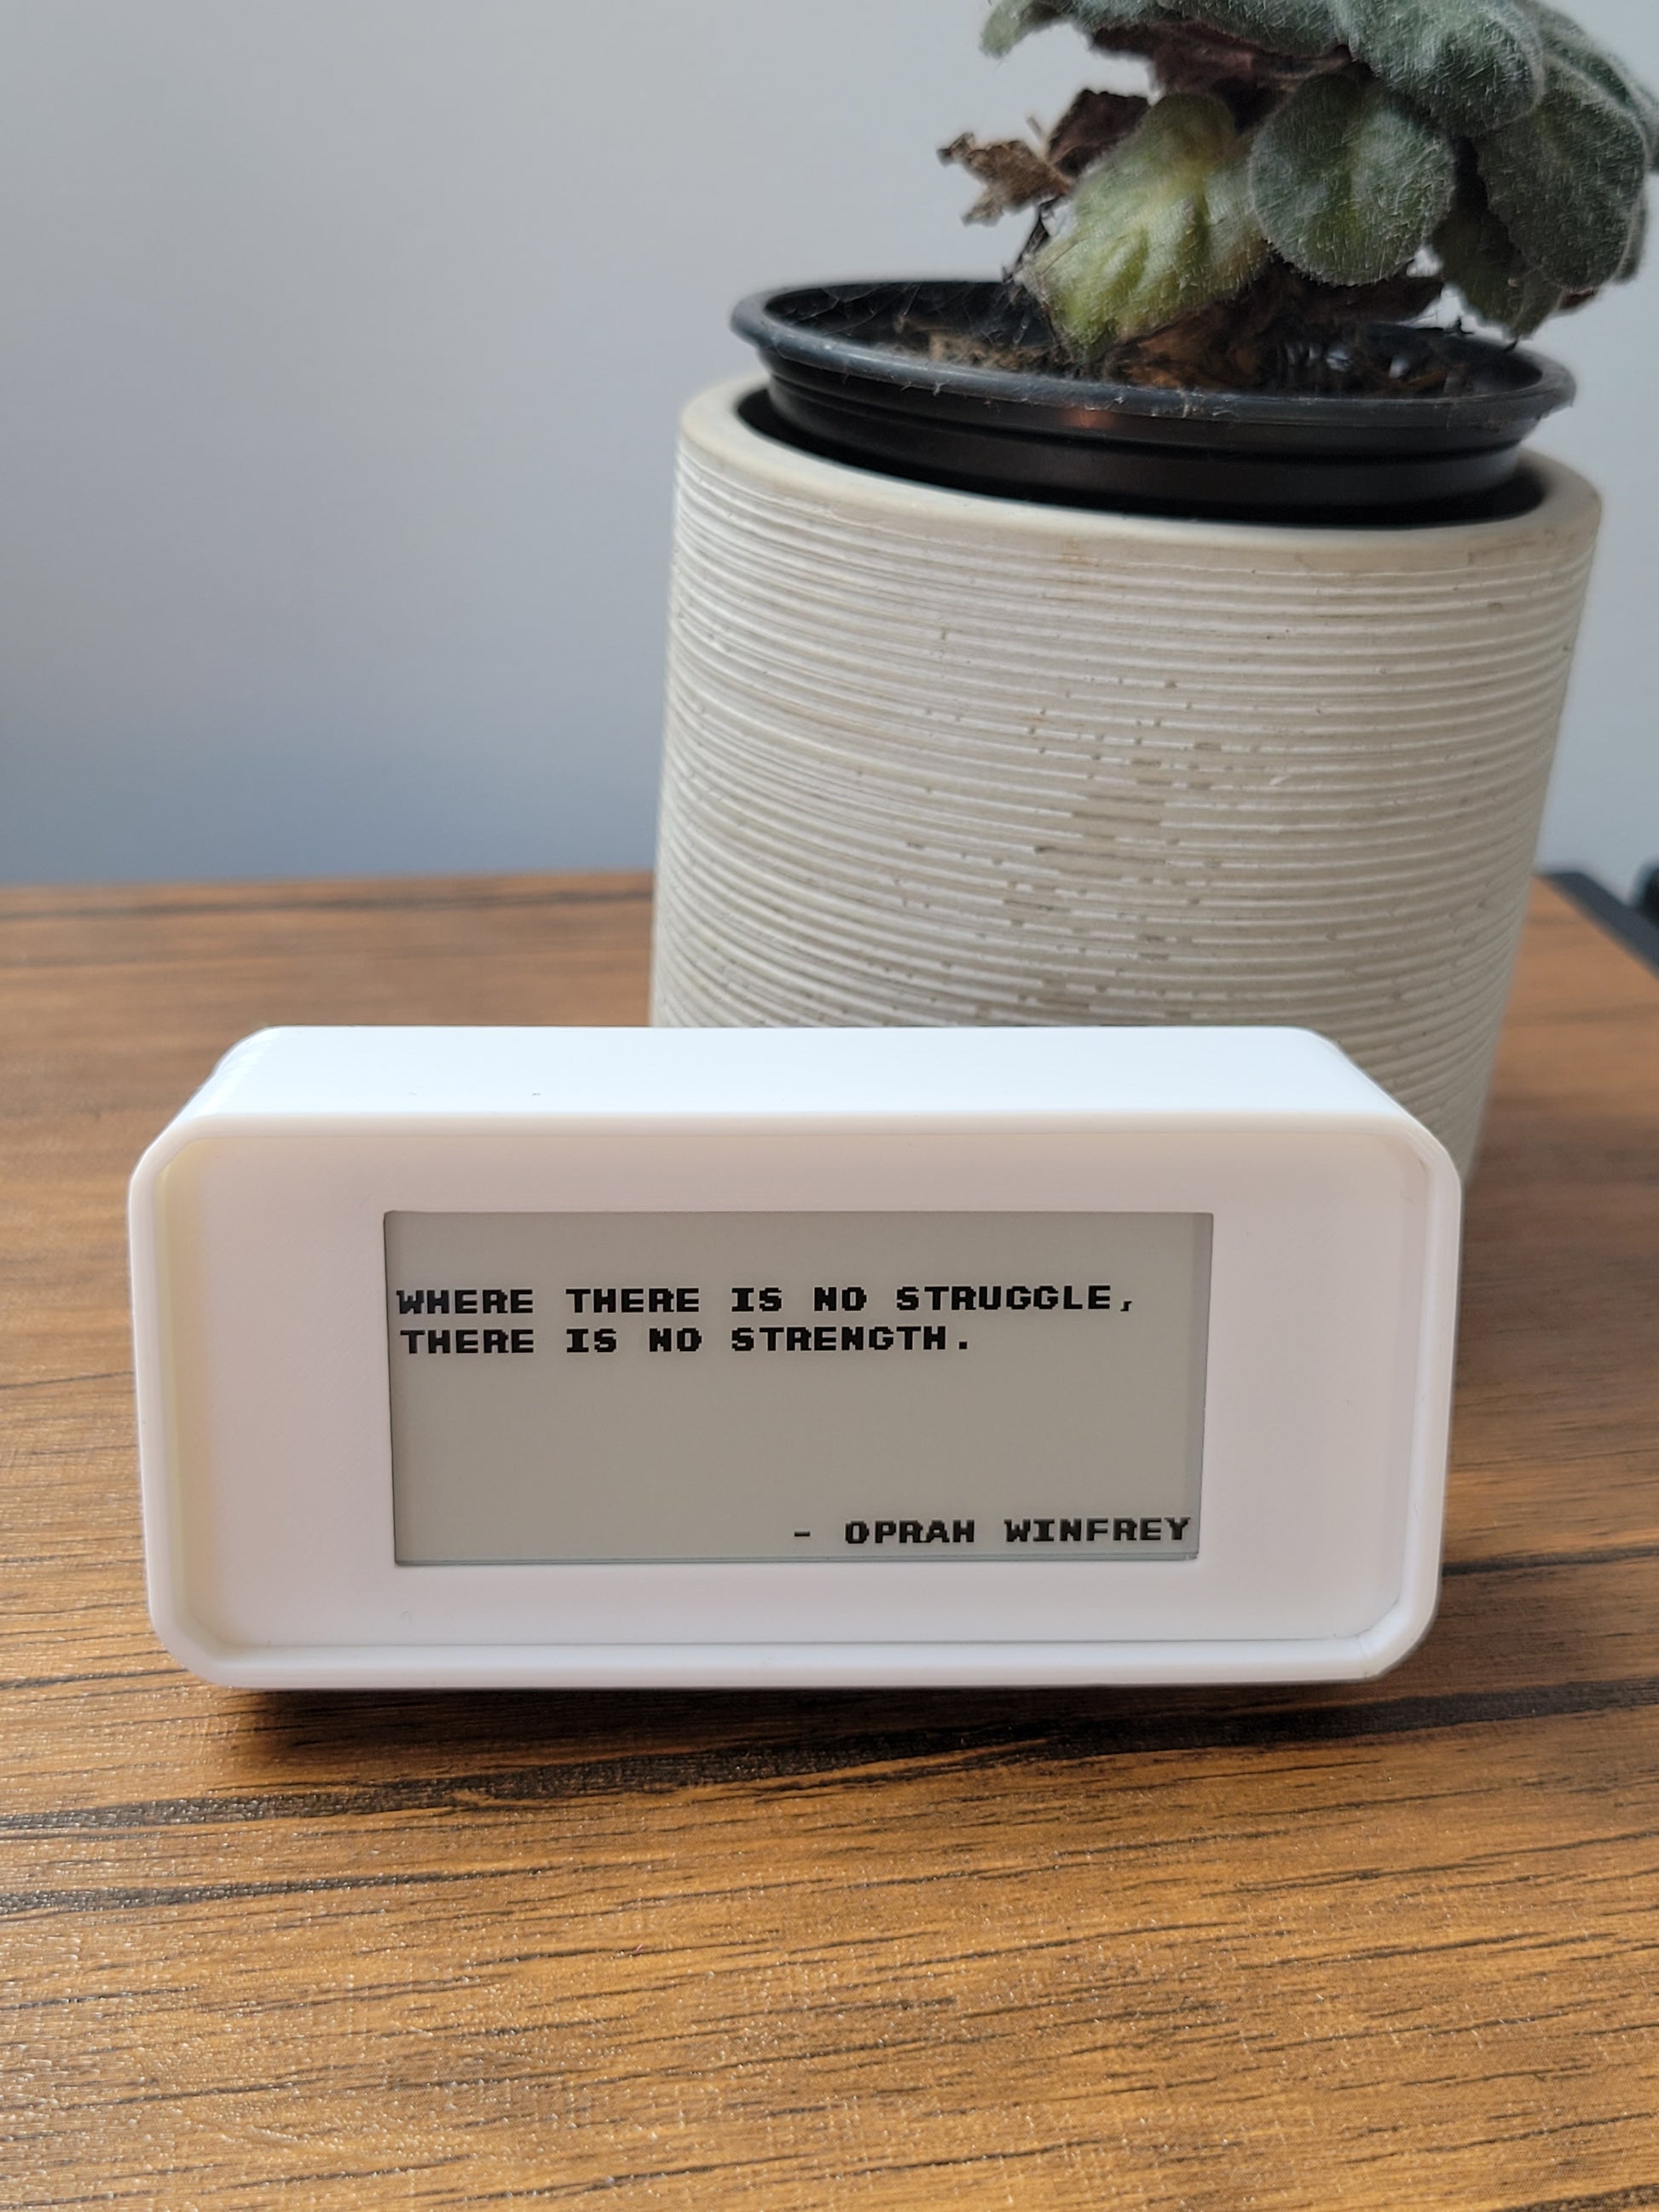 WHERE THERE IS NO STRUGGLE,
THERE IS NO STRENGTH.
- OPRAH WINFREY